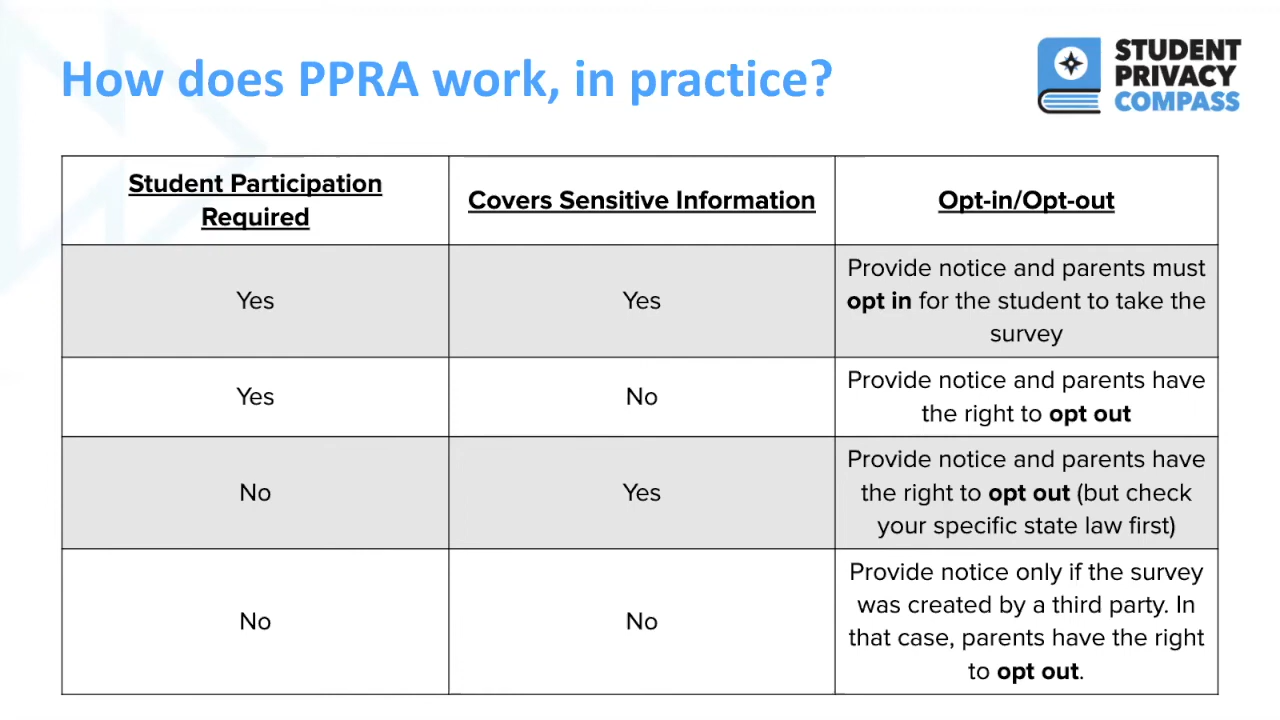 How does PPRA work, in practice?
STUDENT
PRIVACY
COMPASS
Student Participation
Required
Covers Sensitive Information
Opt-in/Opt-out
Yes
Yes
Provide notice and parents must
opt in for the student to take the
survey
Yes
No
Provide notice and parents have
the right to opt out
No
Yes
Provide notice and parents have
the right to opt out (but check
your specific state law first)
No
No
Provide notice only if the survey
was created by a third party. In
that case, parents have the right
to opt out.